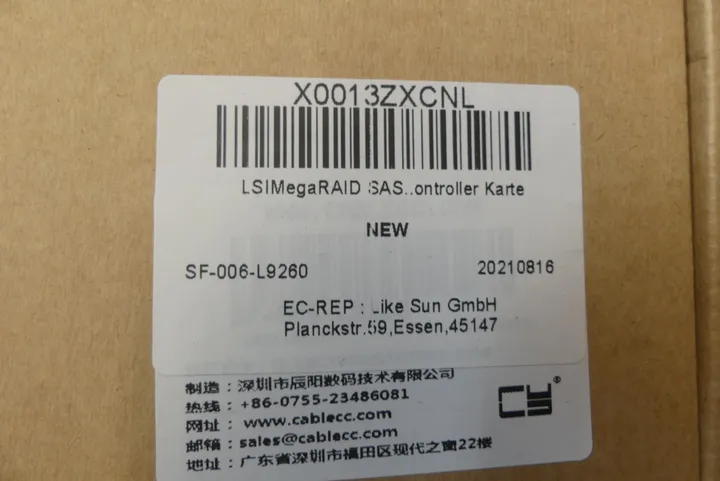 X0013ZXCNL
LSIMegaRAID SAS..ontroller Karte
NEW
SF-006-L9260
20210816
EC-REP : Like Sun GmbH
Planckstr.59,Essen,45147
制造：深圳市辰阳数码技术有限公司
热线：+86-0755-23486081
网址： www.cablecc.com
邮箱：sales@cablecc.com
地址：广东省深圳市福田区现代之窗22楼
CY®